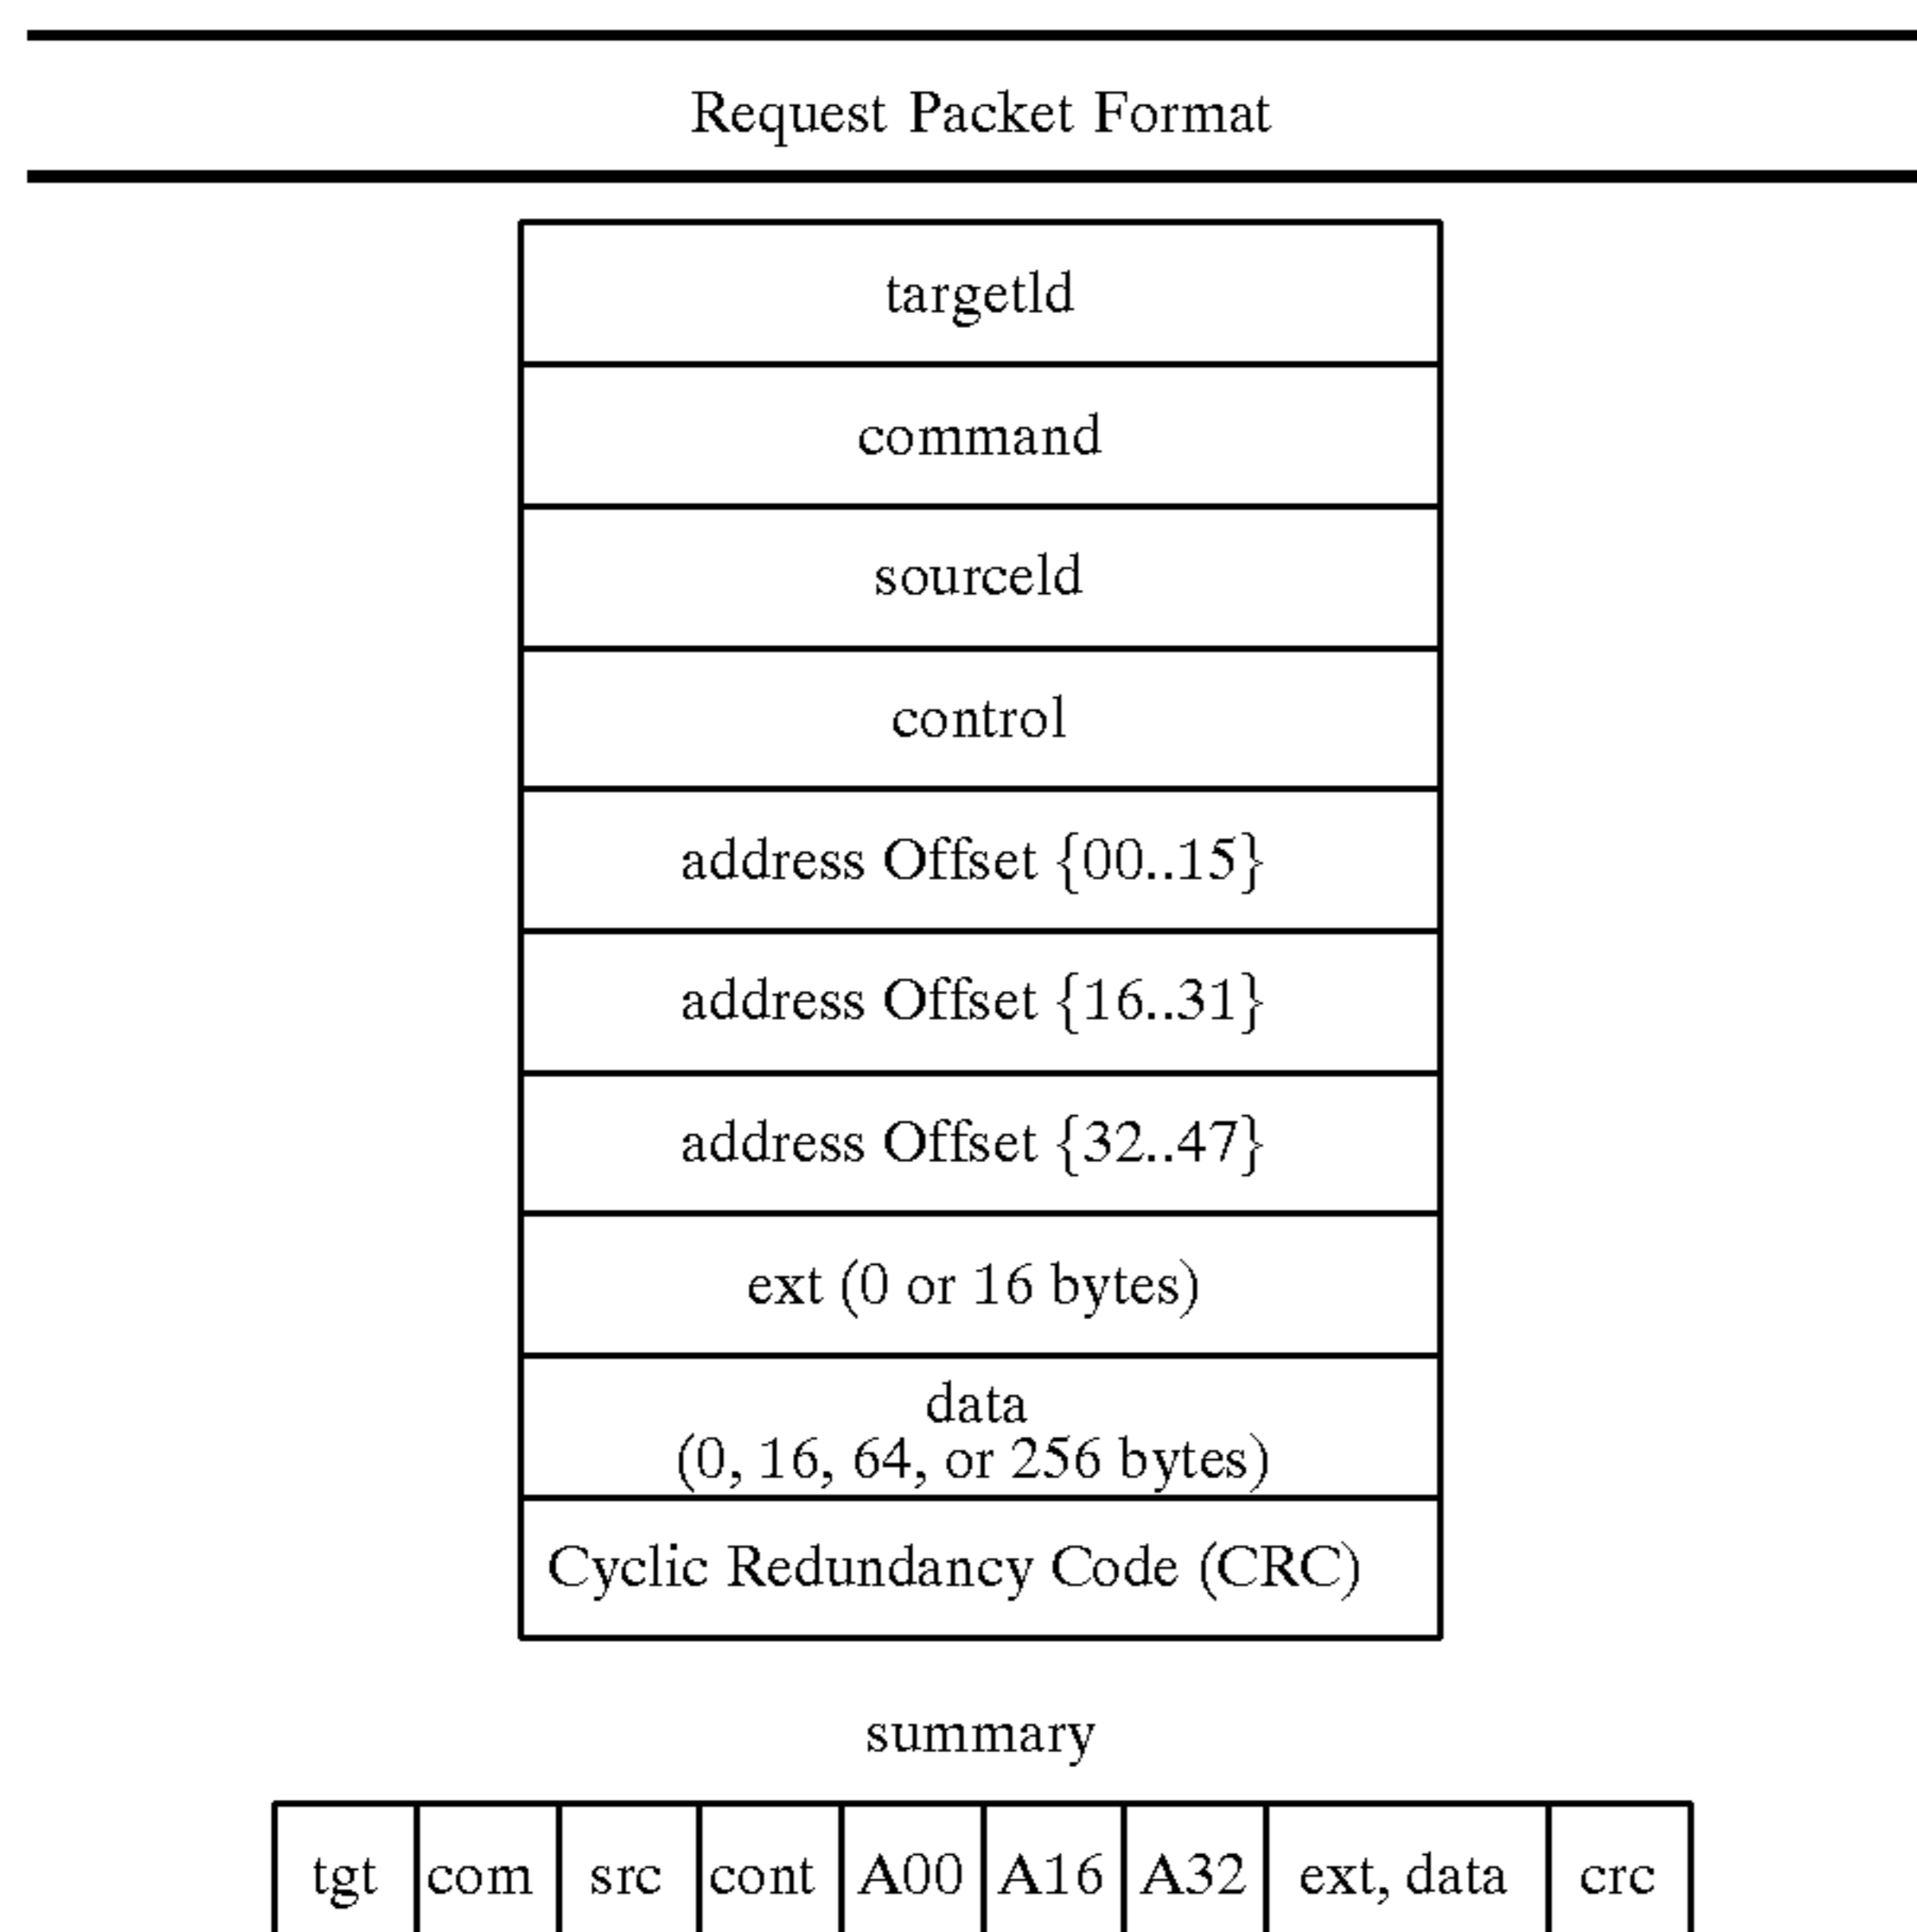 Request Packet Format
targetId
command
sourceId
control
address Offset {00..15}
address Offset {16..31}
address Offset {32..47}
ext (0 or 16 bytes)
data
(0, 16, 64, or 256 bytes)
Cyclic Redundancy Code (CRC)
summary
tgt com src cont A00 A16 A32 ext, data crc